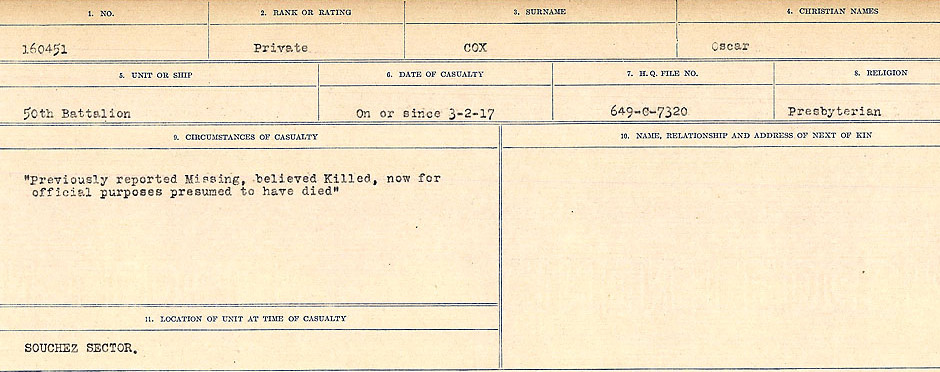 1. NO.
2. RANK OR RATING
3. SURNAME
4. CHRISTIAN NAMES
160451
Private
COX
Oscar
5. UNIT OR SHIP
6. DATE OF CASUALTY
7. H.Q. FILE NO.
8. RELIGION
50th Battalion
On or since 3-2-17
649-C-7320
Presbyterian
9. CIRCUMSTANCES OF CASUALTY
10. NAME, RELATIONSHIP AND ADDRESS OF NEXT OF KIN
"Previously reported Missing, believed Killed, now for
official purposes presumed to have died"
11. LOCATION OF UNIT AT TIME OF CASUALTY
SOUCHEZ SECTOR.